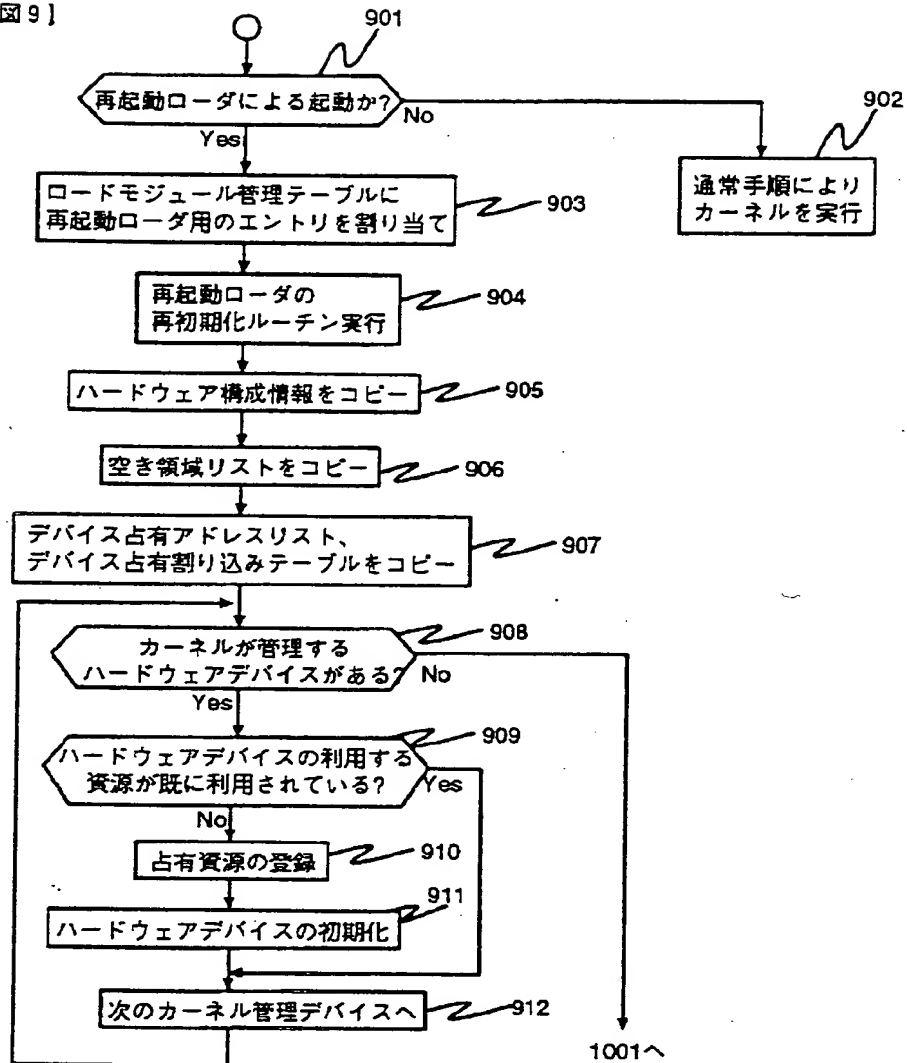 図9】
901
再起動ローダによる起動か?
No
Yes
902
通常手順により
カーネルを実行
ロードモジュール管理テーブルに
再起動ローダ用のエントリを割り当て
903
再起動ローダの
再初期化ルーチン実行
904
ハードウェア構成情報をコピー
905
空き領域リストをコピー
906
デバイス占有アドレスリスト、
デバイス占有割り込みテーブルをコピー
907
カーネルが管理する
ハードウェアデバイスがある?
908
No
Yes
ハードウェアデバイスの利用する
資源が既に利用されている?
909
Yes
No
占有資源の登録
910
ハードウェアデバイスの初期化
911
次のカーネル管理デバイスへ
912
1001へ